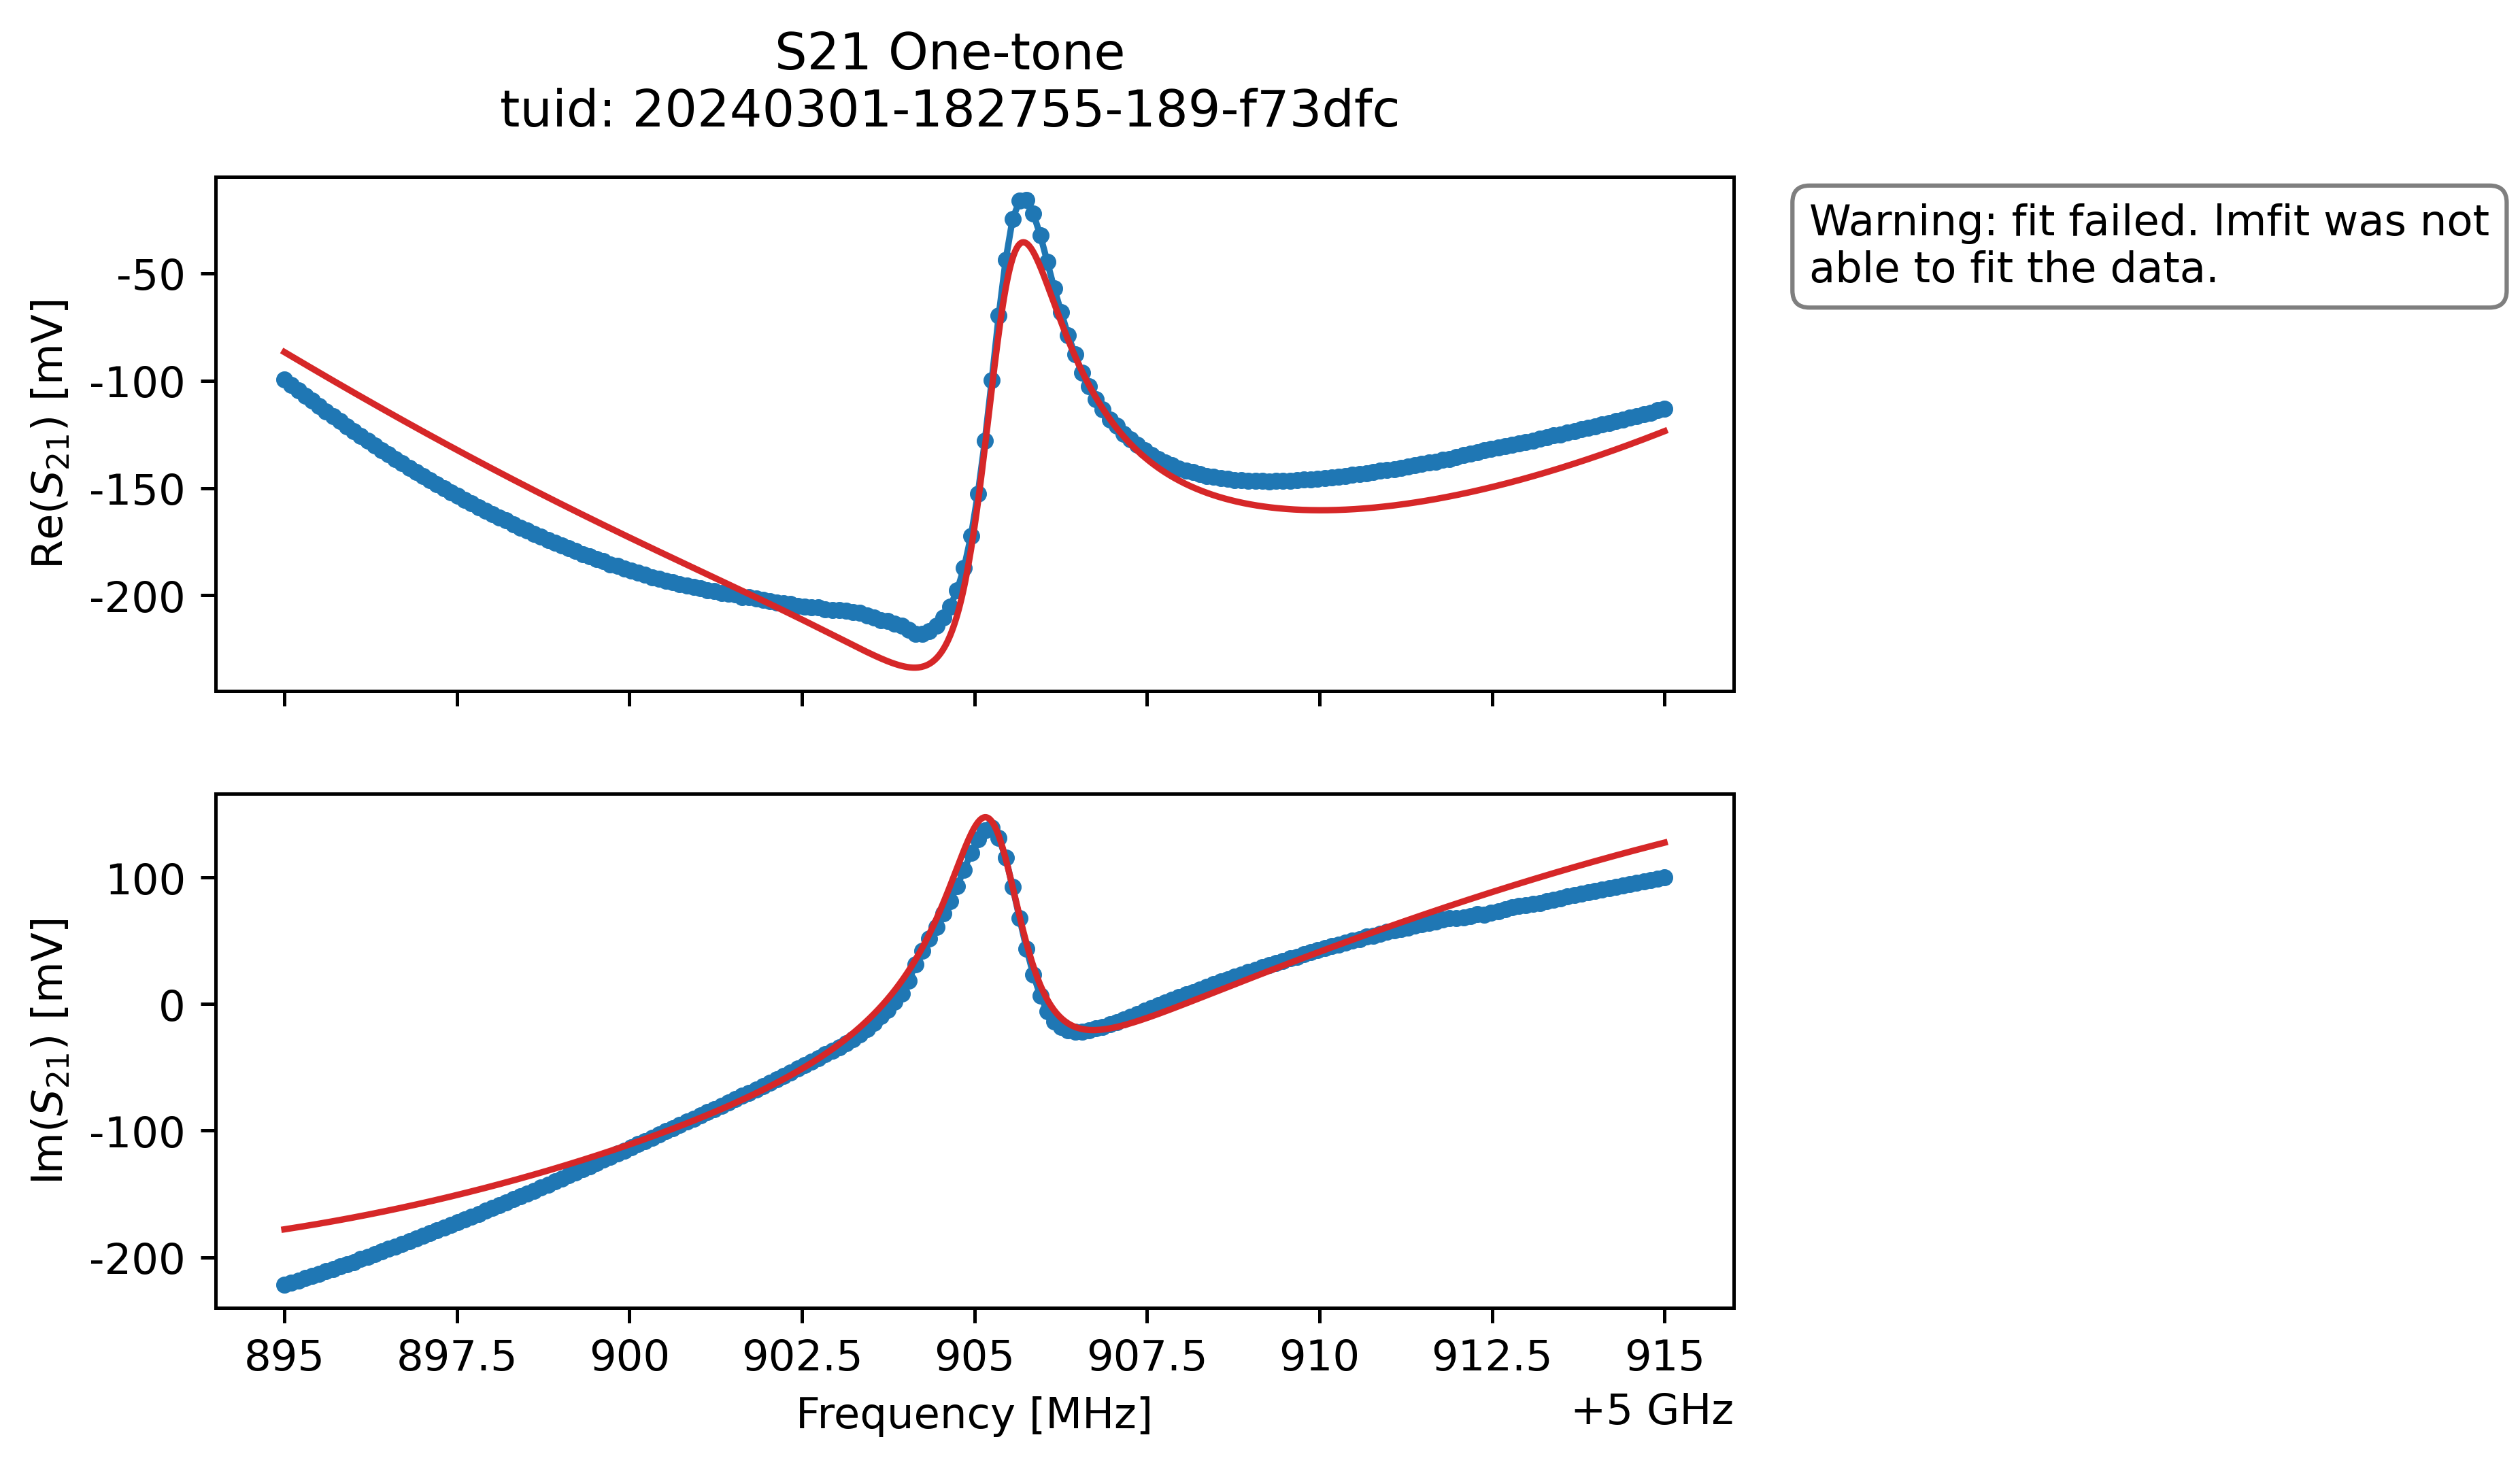 S21 One-tone
tuid: 20240301-182755-189-f73dfc
Warning: fit failed. lmfit was not
able to fit the data.
Re(S21) [mV]
-50
-100
-150
-200
Im(S21) [mV]
100
0
-100
-200
895 897.5 900 902.5 905 907.5 910 912.5 915
Frequency [MHz]
+5 GHz